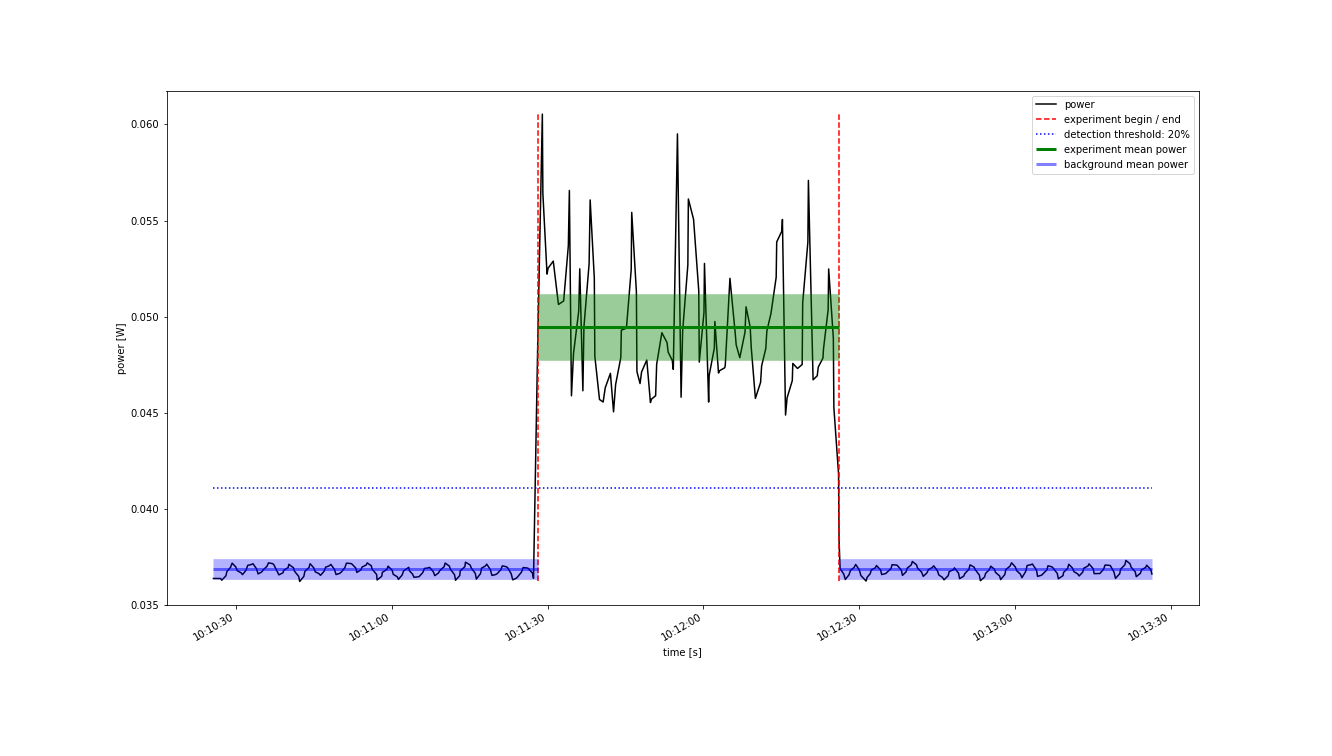 power
experiment begin / end
detection threshold: 20%
experiment mean power
background mean power
0.060
0.055
0.050
0.045
0.040
0.035
power [W]
10:10:30
10:11:00
10:11:30
10:12:00
10:12:30
10:13:00
10:13:30
time [s]